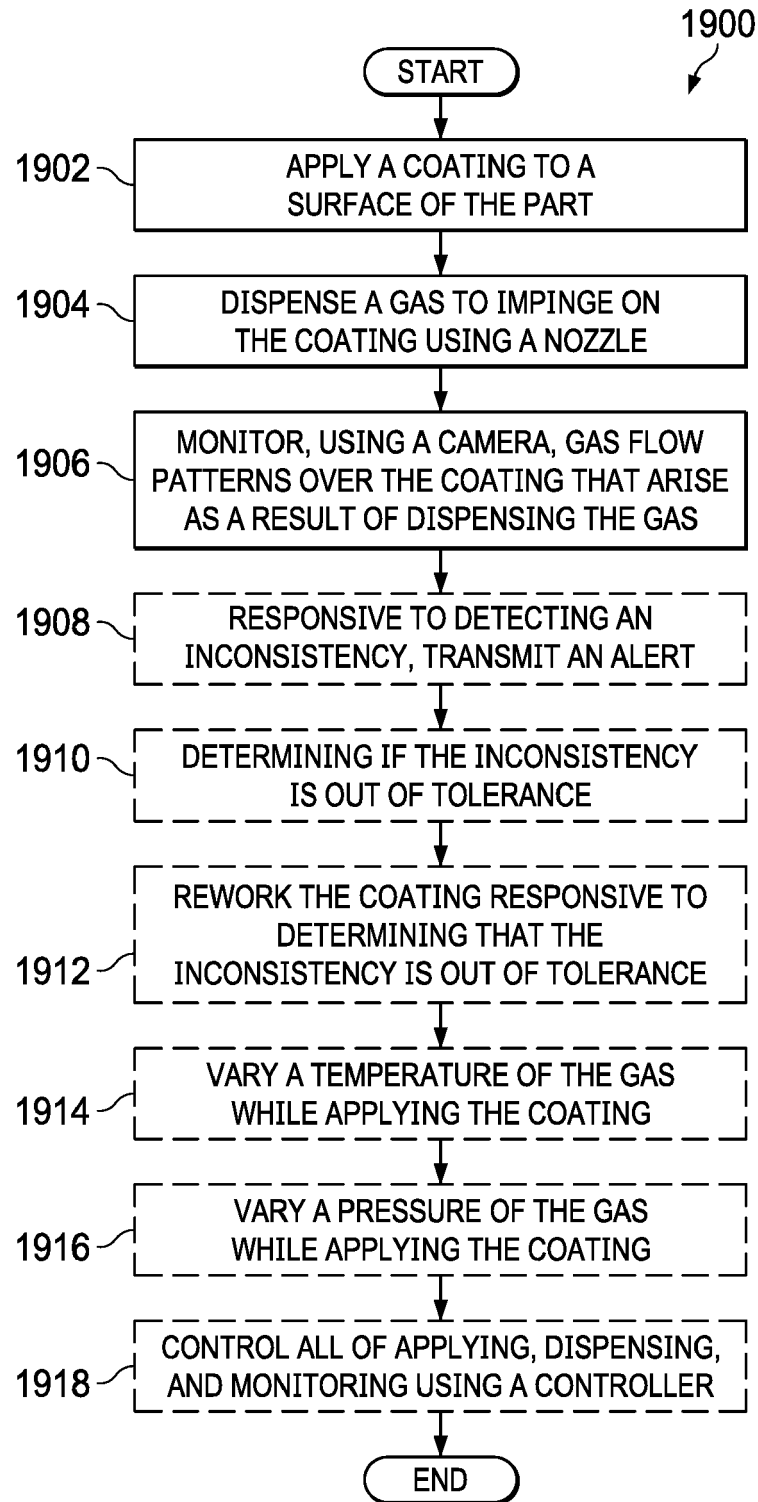 1900
START
1902
APPLY A COATING TO A
SURFACE OF THE PART
1904
DISPENSE A GAS TO IMPINGE ON
THE COATING USING A NOZZLE
1906
MONITOR, USING A CAMERA, GAS FLOW
PATTERNS OVER THE COATING THAT ARISE
AS A RESULT OF DISPENSING THE GAS
1908
RESPONSIVE TO DETECTING AN
INCONSISTENCY, TRANSMIT AN ALERT
1910
DETERMINING IF THE INCONSISTENCY
IS OUT OF TOLERANCE
1912
REWORK THE COATING RESPONSIVE TO
DETERMINING THAT THE
INCONSISTENCY IS OUT OF TOLERANCE
1914
VARY A TEMPERATURE OF THE GAS
WHILE APPLYING THE COATING
1916
VARY A PRESSURE OF THE GAS
WHILE APPLYING THE COATING
1918
CONTROL ALL OF APPLYING, DISPENSING,
AND MONITORING USING A CONTROLLER
END